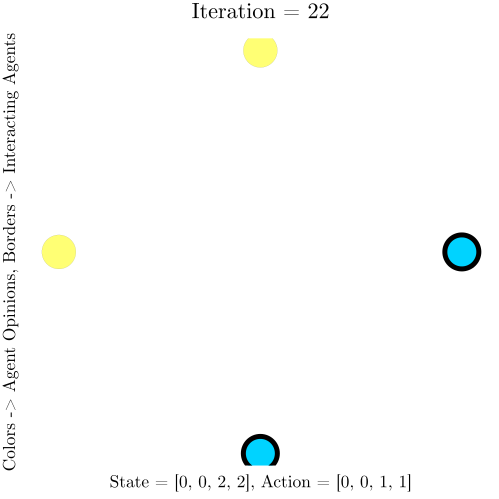 Iteration = 22
Colors -> Agent Opinions, Borders -> Interacting Agents
State = [0, 0, 2, 2], Action = [0, 0, 1, 1]